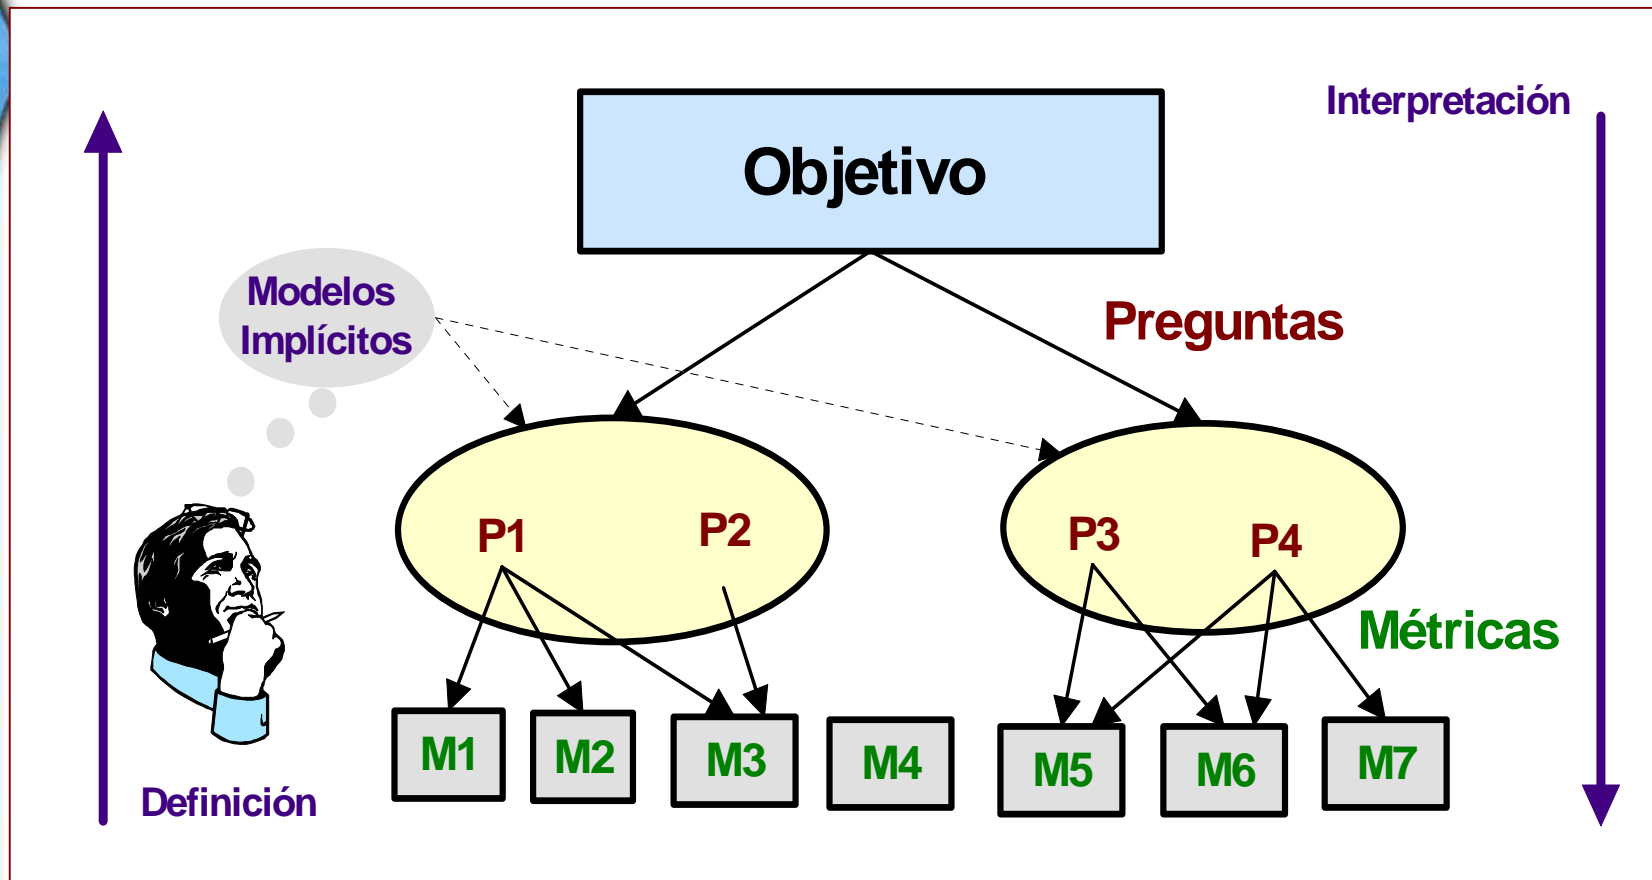 Interpretación
Objetivo
Modelos
Implícitos
Preguntas
P1
P2
P3
P4
Métricas
M1
M2
M3
M4
M5
M6
M7
Definición